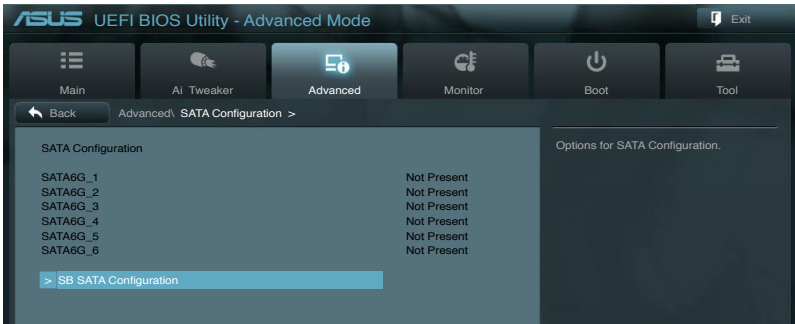 ASUS UEFI BIOS Utility - Advanced Mode Exit
Main Ai Tweaker Advanced Monitor Boot Tool
Back Advanced\ SATA Configuration >
SATA Configuration
Options for SATA Configuration.
SATA6G_1 Not Present
SATA6G_2 Not Present
SATA6G_3 Not Present
SATA6G_4 Not Present
SATA6G_5 Not Present
SATA6G_6 Not Present
> SB SATA Configuration